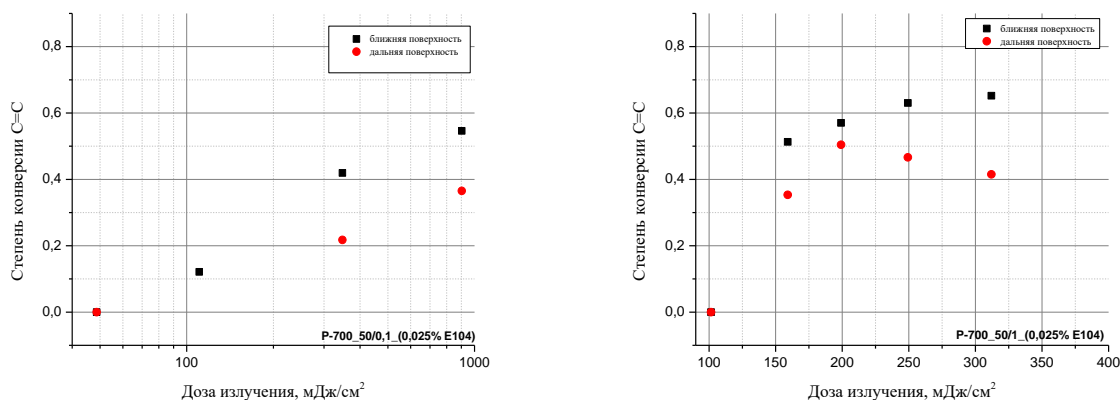 0,8
0,6
0,4
0,2
0,0
Степень конверсии C=C
ближняя поверхность
дальняя поверхность
P-700_50/0,1_(0,025% E104)
100
1000
Доза излучения, мДж/см²
0,8
0,6
0,4
0,2
0,0
Степень конверсии C=C
ближняя поверхность
дальняя поверхность
P-700_50/1_(0,025% E104)
100
150
200
250
300
350
400
Доза излучения, мДж/см²